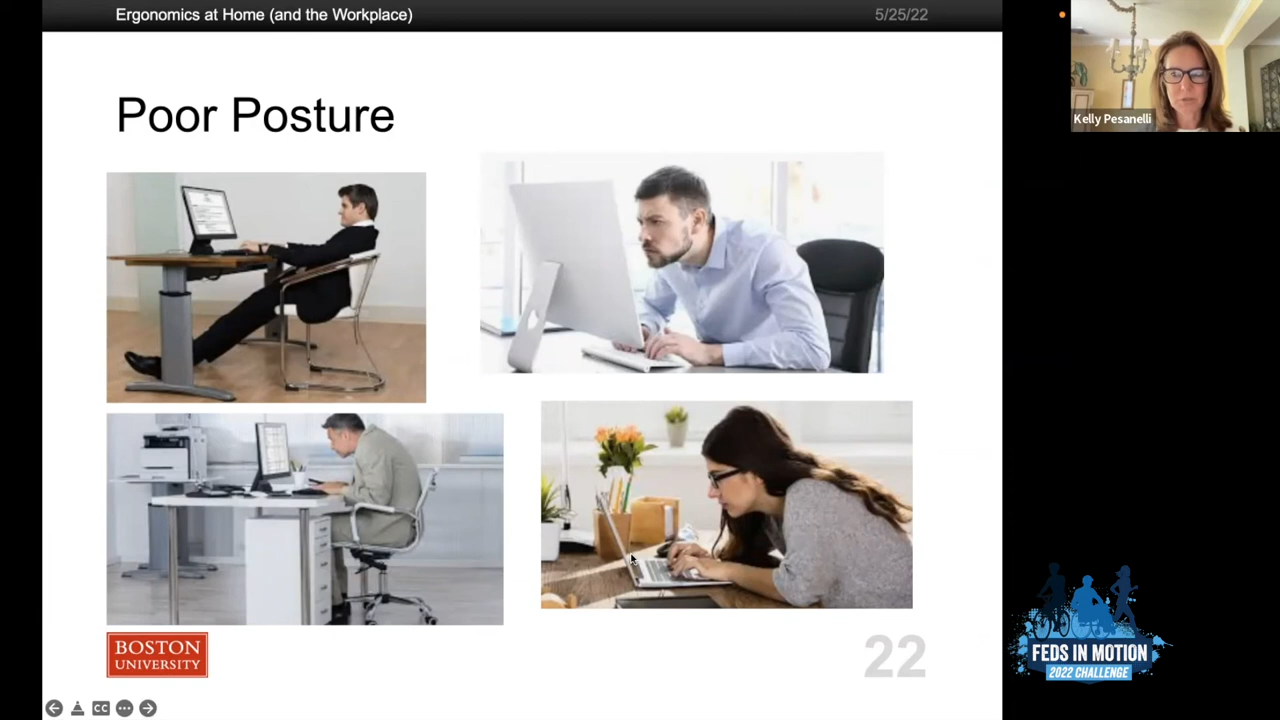 Ergonomics at Home (and the Workplace)
5/25/22
Kelly Pesanelli
Poor Posture
BOSTON
UNIVERSITY
22
CC
FEDS IN MOTION
2022 CHALLENGE